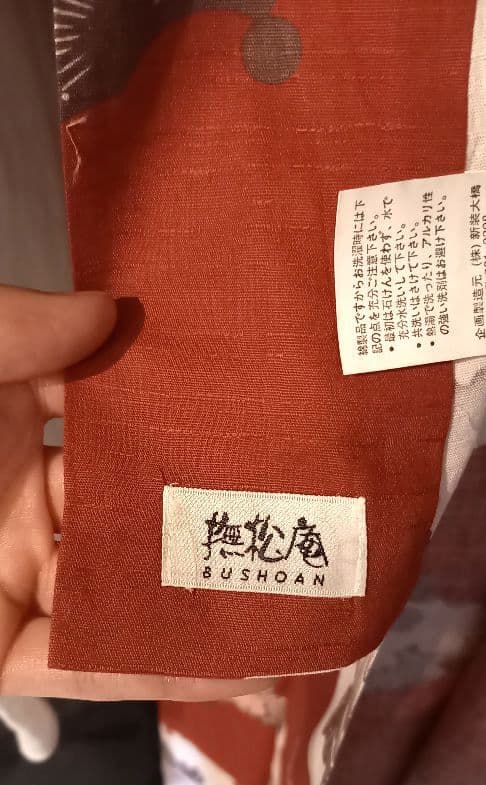 綿製品ですからお洗濯時には下
記の点を充分ご注意下さい。
• 最初は石けんを使わず、水で
充分水洗いして下さい。
• 共洗いはさけて下さい。
• 熱湯で洗ったり、アルカリ性
の強い洗剤はお避け下さい。
企画製造元 (株)新装大橋
撫松庵
BUSHOAN